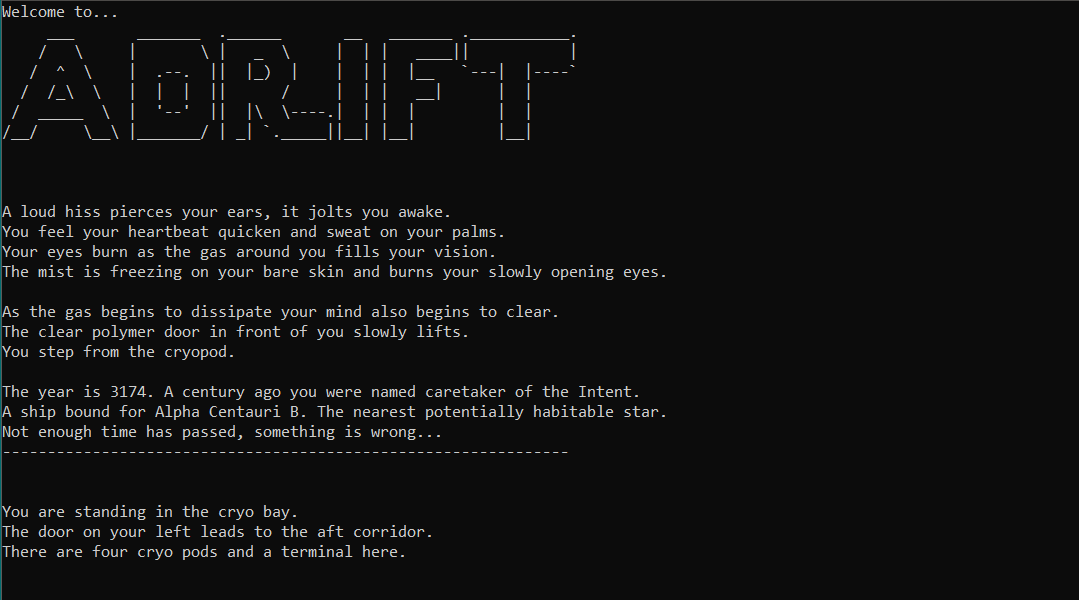 Welcome to...
ADRIFT
A loud hiss pierces your ears, it jolts you awake.
You feel your heartbeat quicken and sweat on your palms.
Your eyes burn as the gas around you fills your vision.
The mist is freezing on your bare skin and burns your slowly opening eyes.
As the gas begins to dissipate your mind also begins to clear.
The clear polymer door in front of you slowly lifts.
You step from the cryopod.
The year is 3174. A century ago you were named caretaker of the Intent.
A ship bound for Alpha Centauri B. The nearest potentially habitable star.
Not enough time has passed, something is wrong...
---------------------------------------------------------------
You are standing in the cryo bay.
The door on your left leads to the aft corridor.
There are four cryo pods and a terminal here.